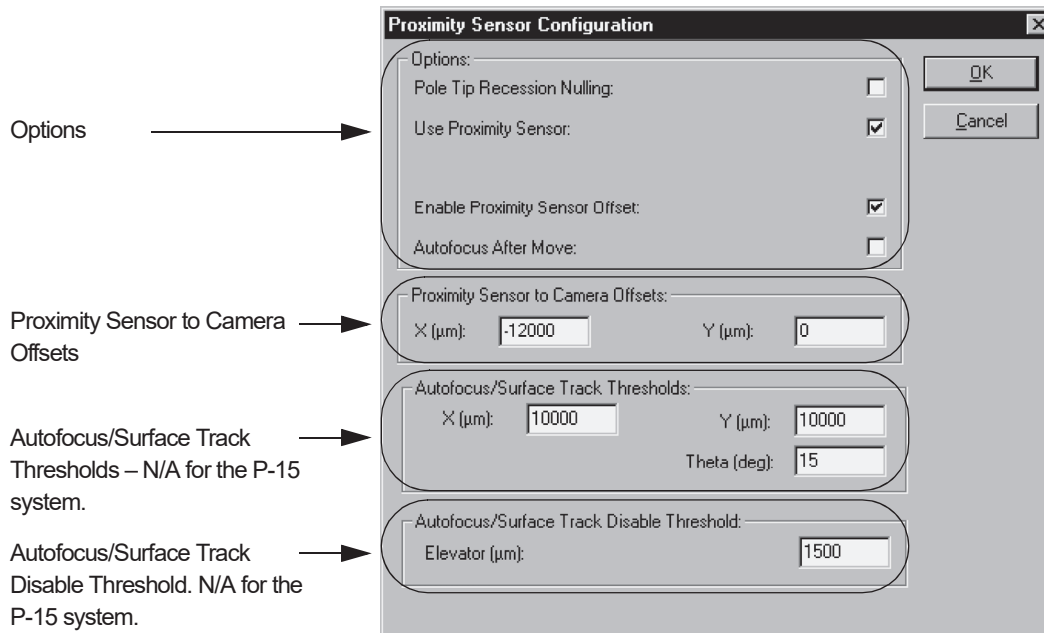 Proximity Sensor Configuration
Options:
Pole Tip Recession Nulling:
OK
Use Proximity Sensor:
Cancel
Options
Enable Proximity Sensor Offset:
Autofocus After Move:
Proximity Sensor to Camera Offsets:
X (µm): -12000 Y (µm): 0
Proximity Sensor to Camera
Offsets
Autofocus/Surface Track Thresholds:
X (µm): 10000 Y (µm): 10000
Theta (deg): 15
Autofocus/Surface Track
Thresholds – N/A for the P-15
system.
Autofocus/Surface Track Disable Threshold:
Elevator (µm): 1500
Autofocus/Surface Track
Disable Threshold. N/A for the
P-15 system.